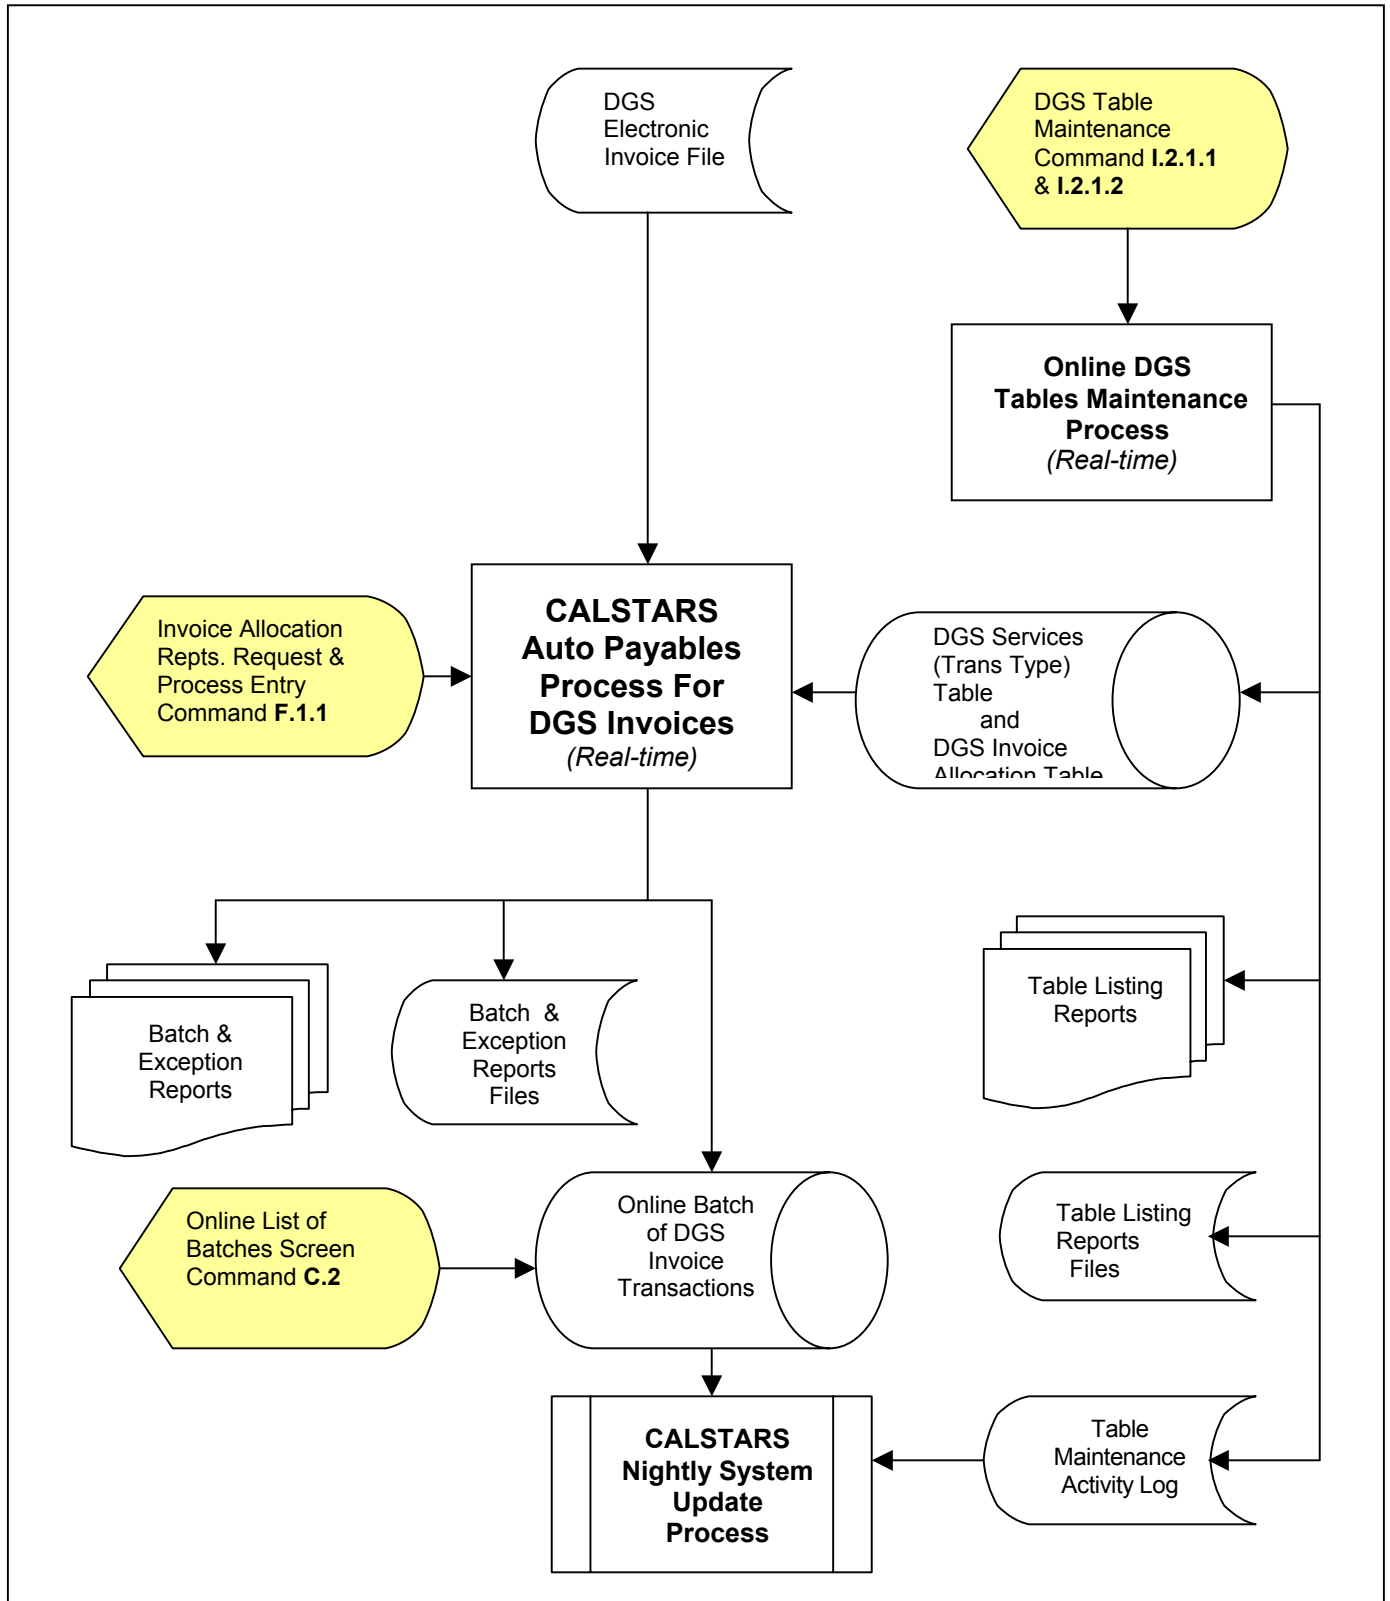 DGS
Electronic
Invoice File
DGS Table
Maintenance
Command I.2.1.1
& I.2.1.2
Online DGS
Tables Maintenance
Process
(Real-time)
Invoice Allocation
Repts. Request &
Process Entry
Command F.1.1
CALSTARS
Auto Payables
Process For
DGS Invoices
(Real-time)
DGS Services
(Trans Type)
Table
and
DGS Invoice
Allocation Table
Batch &
Exception
Reports
Batch & 
Exception
Reports
Files
Table Listing
Reports
Online List of
Batches Screen
Command C.2
Online Batch
of DGS
Invoice
Transactions
Table Listing
Reports
Files
CALSTARS
Nightly System
Update
Process
Table
Maintenance
Activity Log